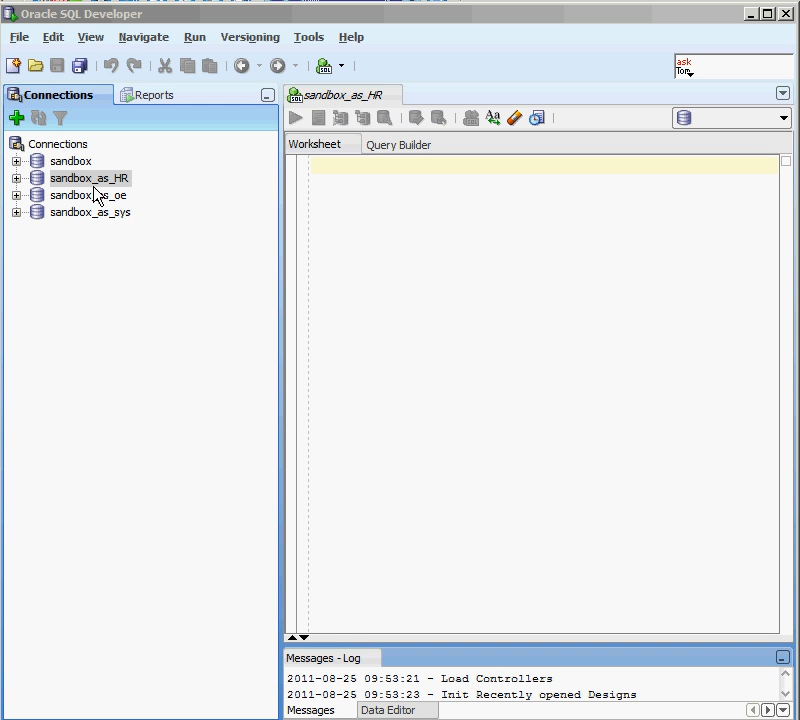 Oracle SQL Developer
File Edit View Navigate Run Versioning Tools Help
SQL
ask
Tom
Connections
Reports
sandbox_as_HR
Connections
sandbox
sandbox_as_HR
sandbox_as_oe
sandbox_as_sys
Aa
Worksheet
Query Builder
Messages - Log
2011-08-25 09:53:21 - Load Controllers
2011-08-25 09:53:23 - Init Recently opened Designs
Messages
Data Editor